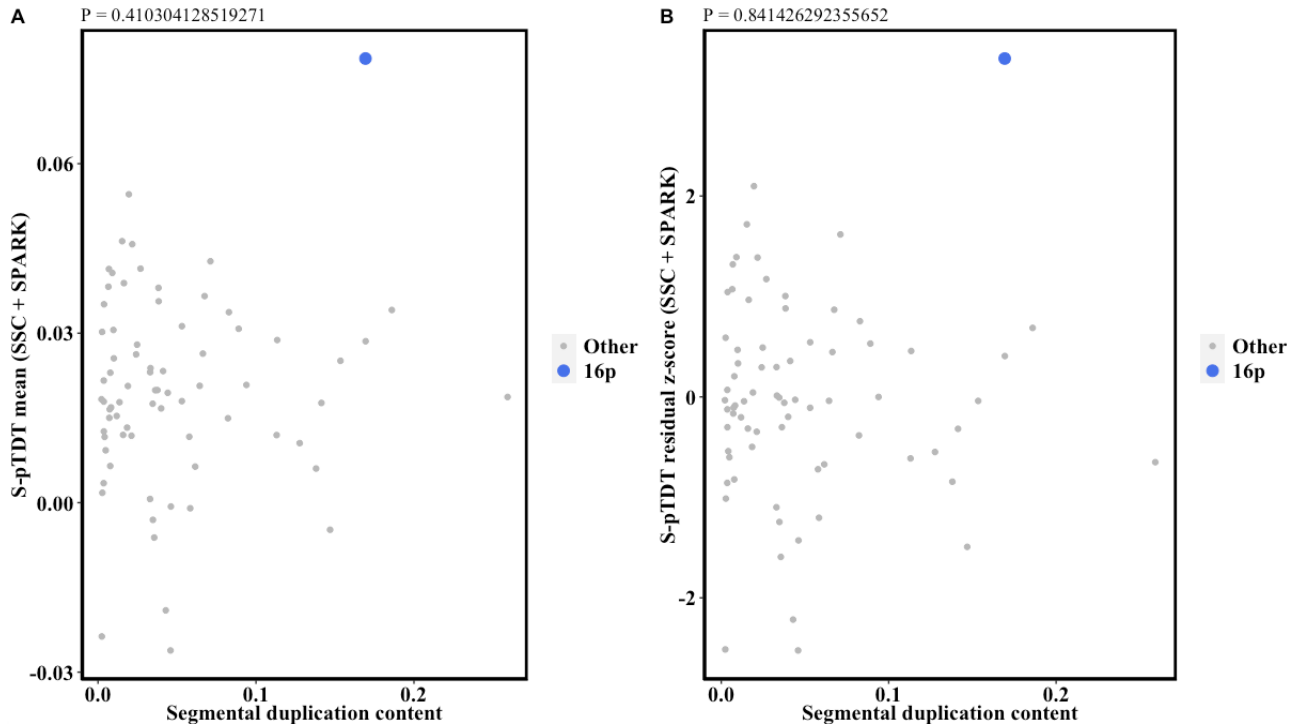 A
P = 0.410304128519271
S-pTDT mean (SSC + SPARK)
0.06
0.03
0.00
-0.03
0.0
0.1
0.2
Segmental duplication content
Other
16p
B
P = 0.841426292355652
S-pTDT residual z-score (SSC + SPARK)
2
0
-2
0.0
0.1
0.2
Segmental duplication content
Other
16p